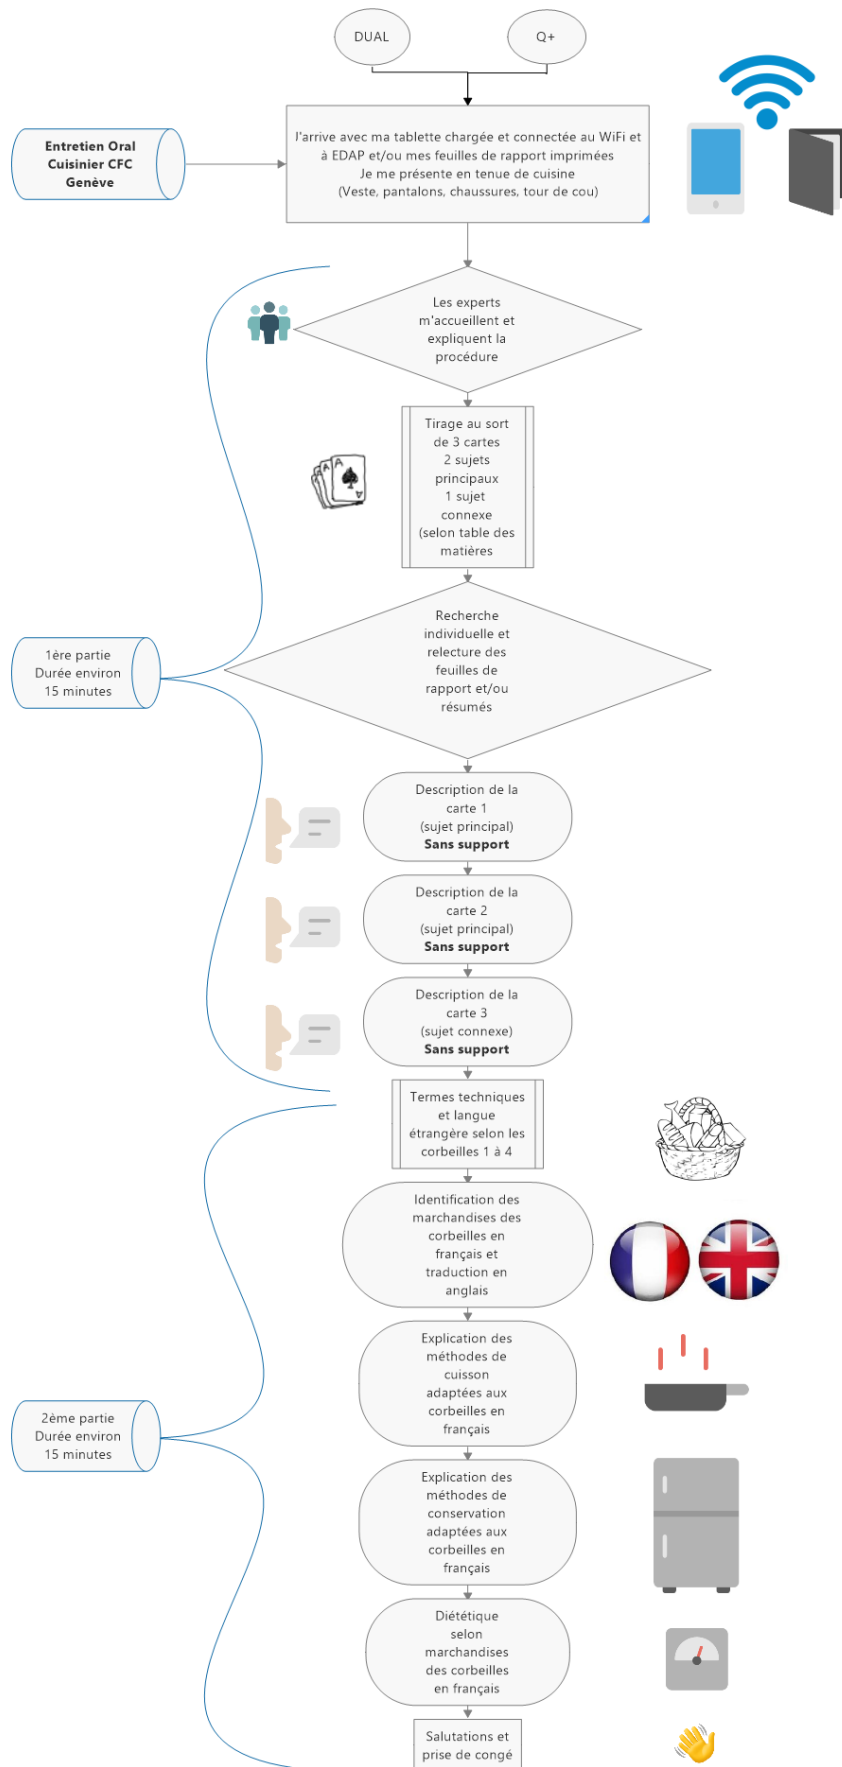 DUAL
Q+
Entretien Oral
Cuisinier CFC
Genève
J'arrive avec ma tablette chargée et connectée au WiFi et
à EDAP et/ou mes feuilles de rapport imprimées
Je me présente en tenue de cuisine
(Veste, pantalons, chaussures, tour de cou)
Les experts
m'accueillent et
expliquent la
procédure
Tirage au sort
de 3 cartes
2 sujets
principaux
1 sujet
connexe
(selon table des
matières
1ère partie
Durée environ
15 minutes
Recherche
individuelle et
relecture des
feuilles de
rapport et/ou
résumés
Description de la
carte 1
(sujet principal)
Sans support
Description de la
carte 2
(sujet principal)
Sans support
Description de la
carte 3
(sujet connexe)
Sans support
Termes techniques
et langue
étrangère selon les
corbeilles 1 à 4
Identification des
marchandises des
corbeilles en
français et
traduction en
anglais
Explication des
méthodes de
cuisson
adaptées aux
corbeilles en
français
2ème partie
Durée environ
15 minutes
Explication des
méthodes de
conservation
adaptées aux
corbeilles en
français
Diététique
selon
marchandises
des corbeilles
en français
Salutations et
prise de congé